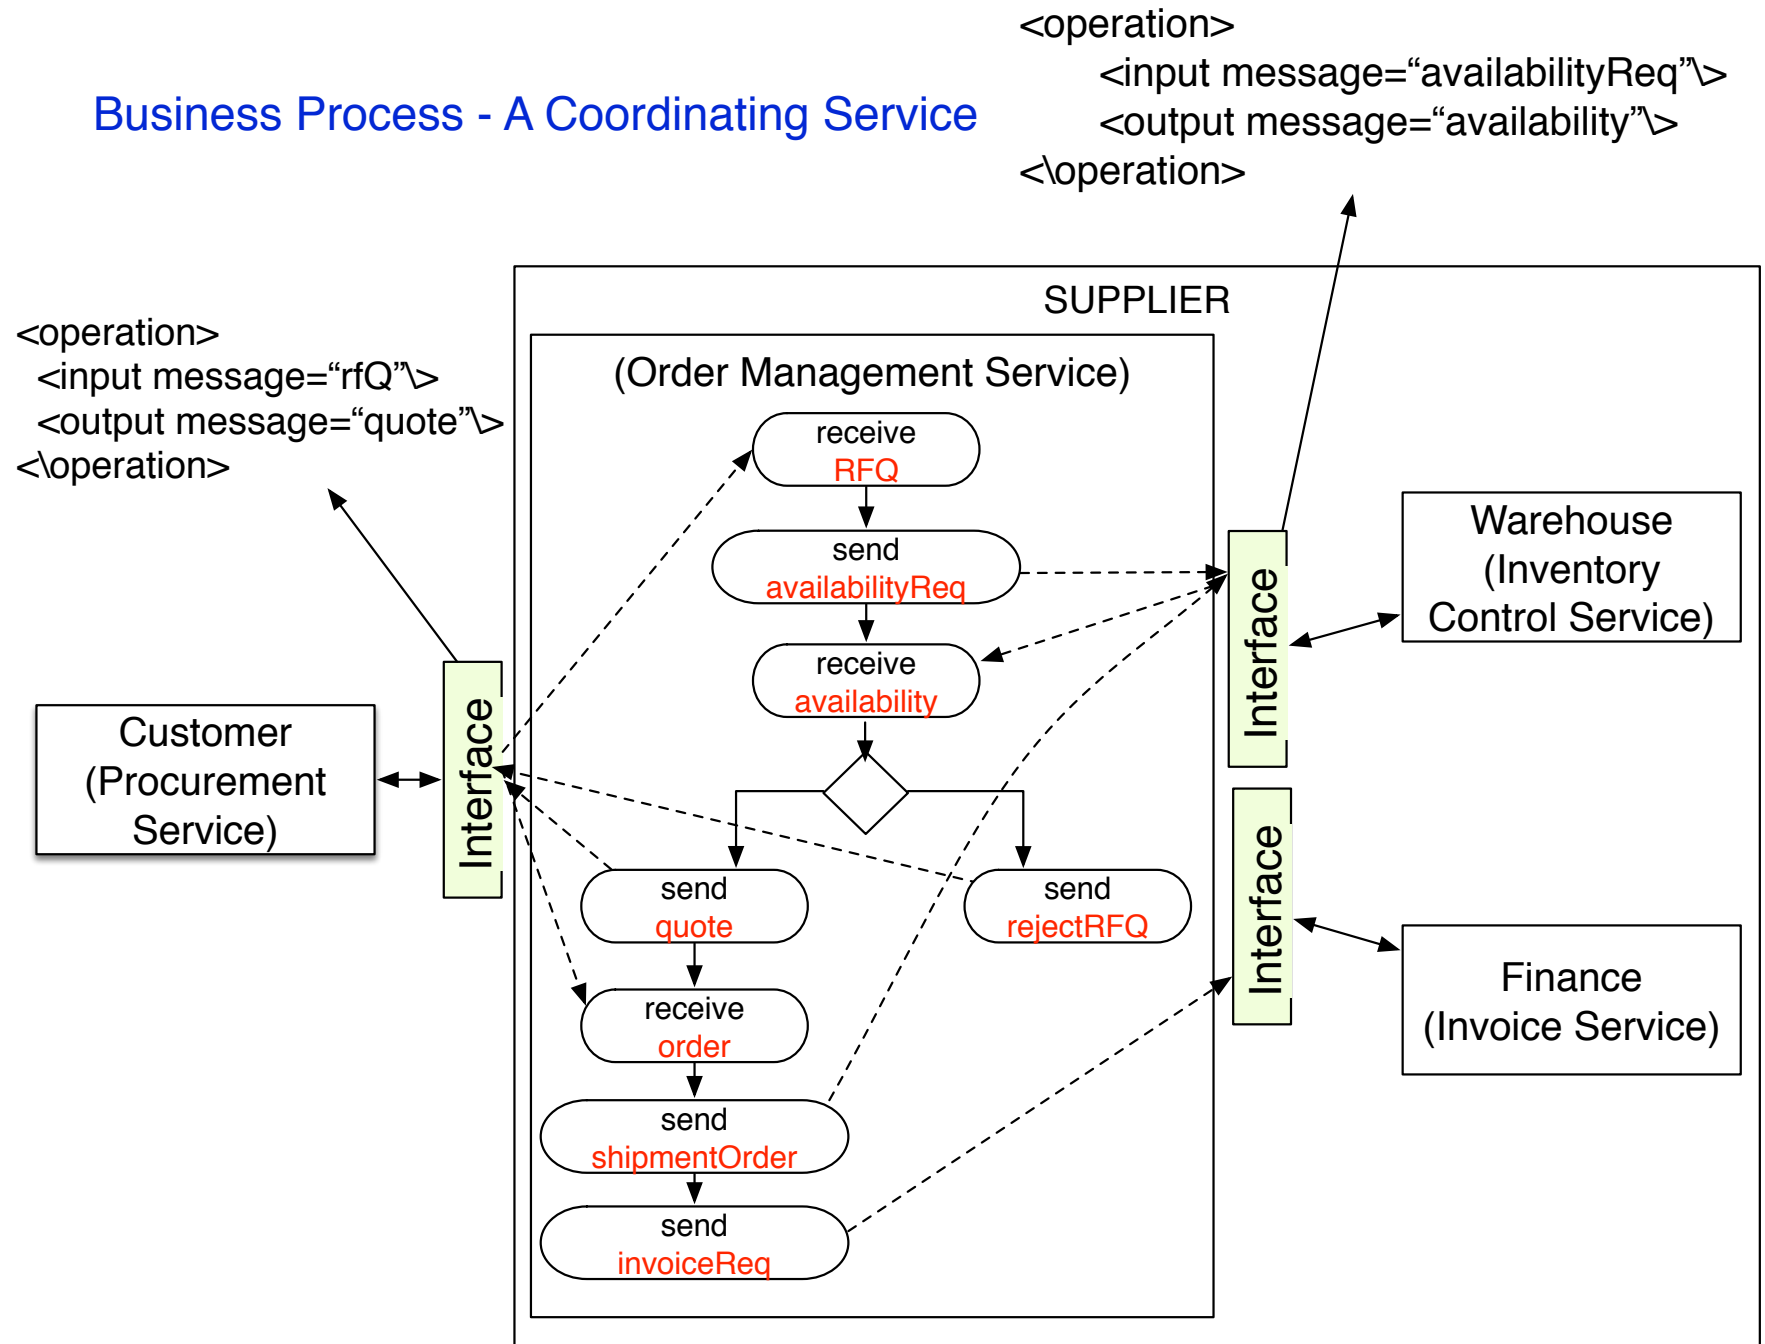 <operation>
<input message=“availabilityReq”\>
Business Process - A Coordinating Service
<output message=“availability”\>
<\operation>
SUPPLIER
<operation>
<input message=“rfQ”\>
<output message=“quote”\>
<\operation>
(Order Management Service)
receive
RFQ
send
availabilityReq
receive
availability
send
quote
send
rejectRFQ
receive
order
send
shipmentOrder
send
invoiceReq
Customer
(Procurement
Service)
Interface
Interface
Interface
Warehouse
(Inventory
Control Service)
Finance
(Invoice Service)